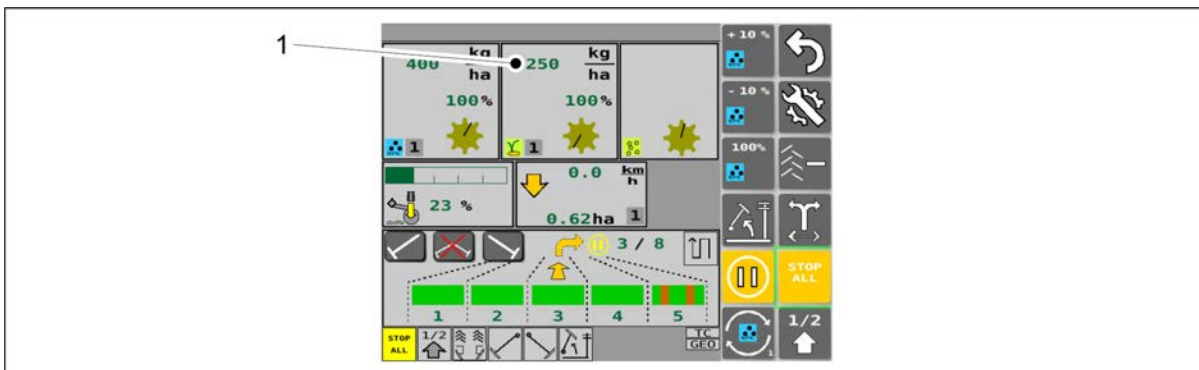 1
400 kg/ha
100%
1
250 kg/ha
100%
1
23 %
0.0 km/h
0.62ha 1
3 / 8
1 2 3 4 5
STOP ALL
1/2
TC
GEO
+ 10 %
- 10 %
100%
STOP ALL
1
1/2